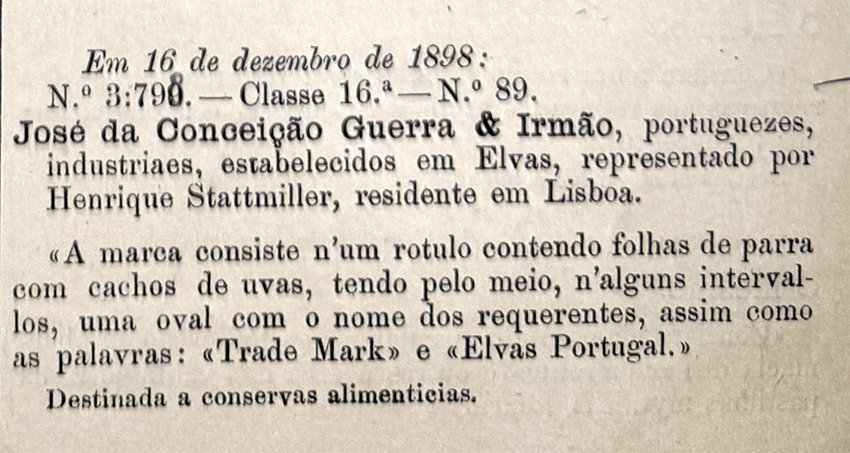 Em 16 de dezembro de 1898:
N.º 3:798. — Classe 16.ª — N.º 89.
José da Conceição Guerra & Irmão, portuguezes,
industriaes, estabelecidos em Elvas, representado por
Henrique Stattmiller, residente em Lisboa.
«A marca consiste n'um rotulo contendo folhas de parra
com cachos de uvas, tendo pelo meio, n'alguns interval-
los, uma oval com o nome dos requerentes, assim como
as palavras: «Trade Mark» e «Elvas Portugal.»
Destinada a conservas alimenticias.